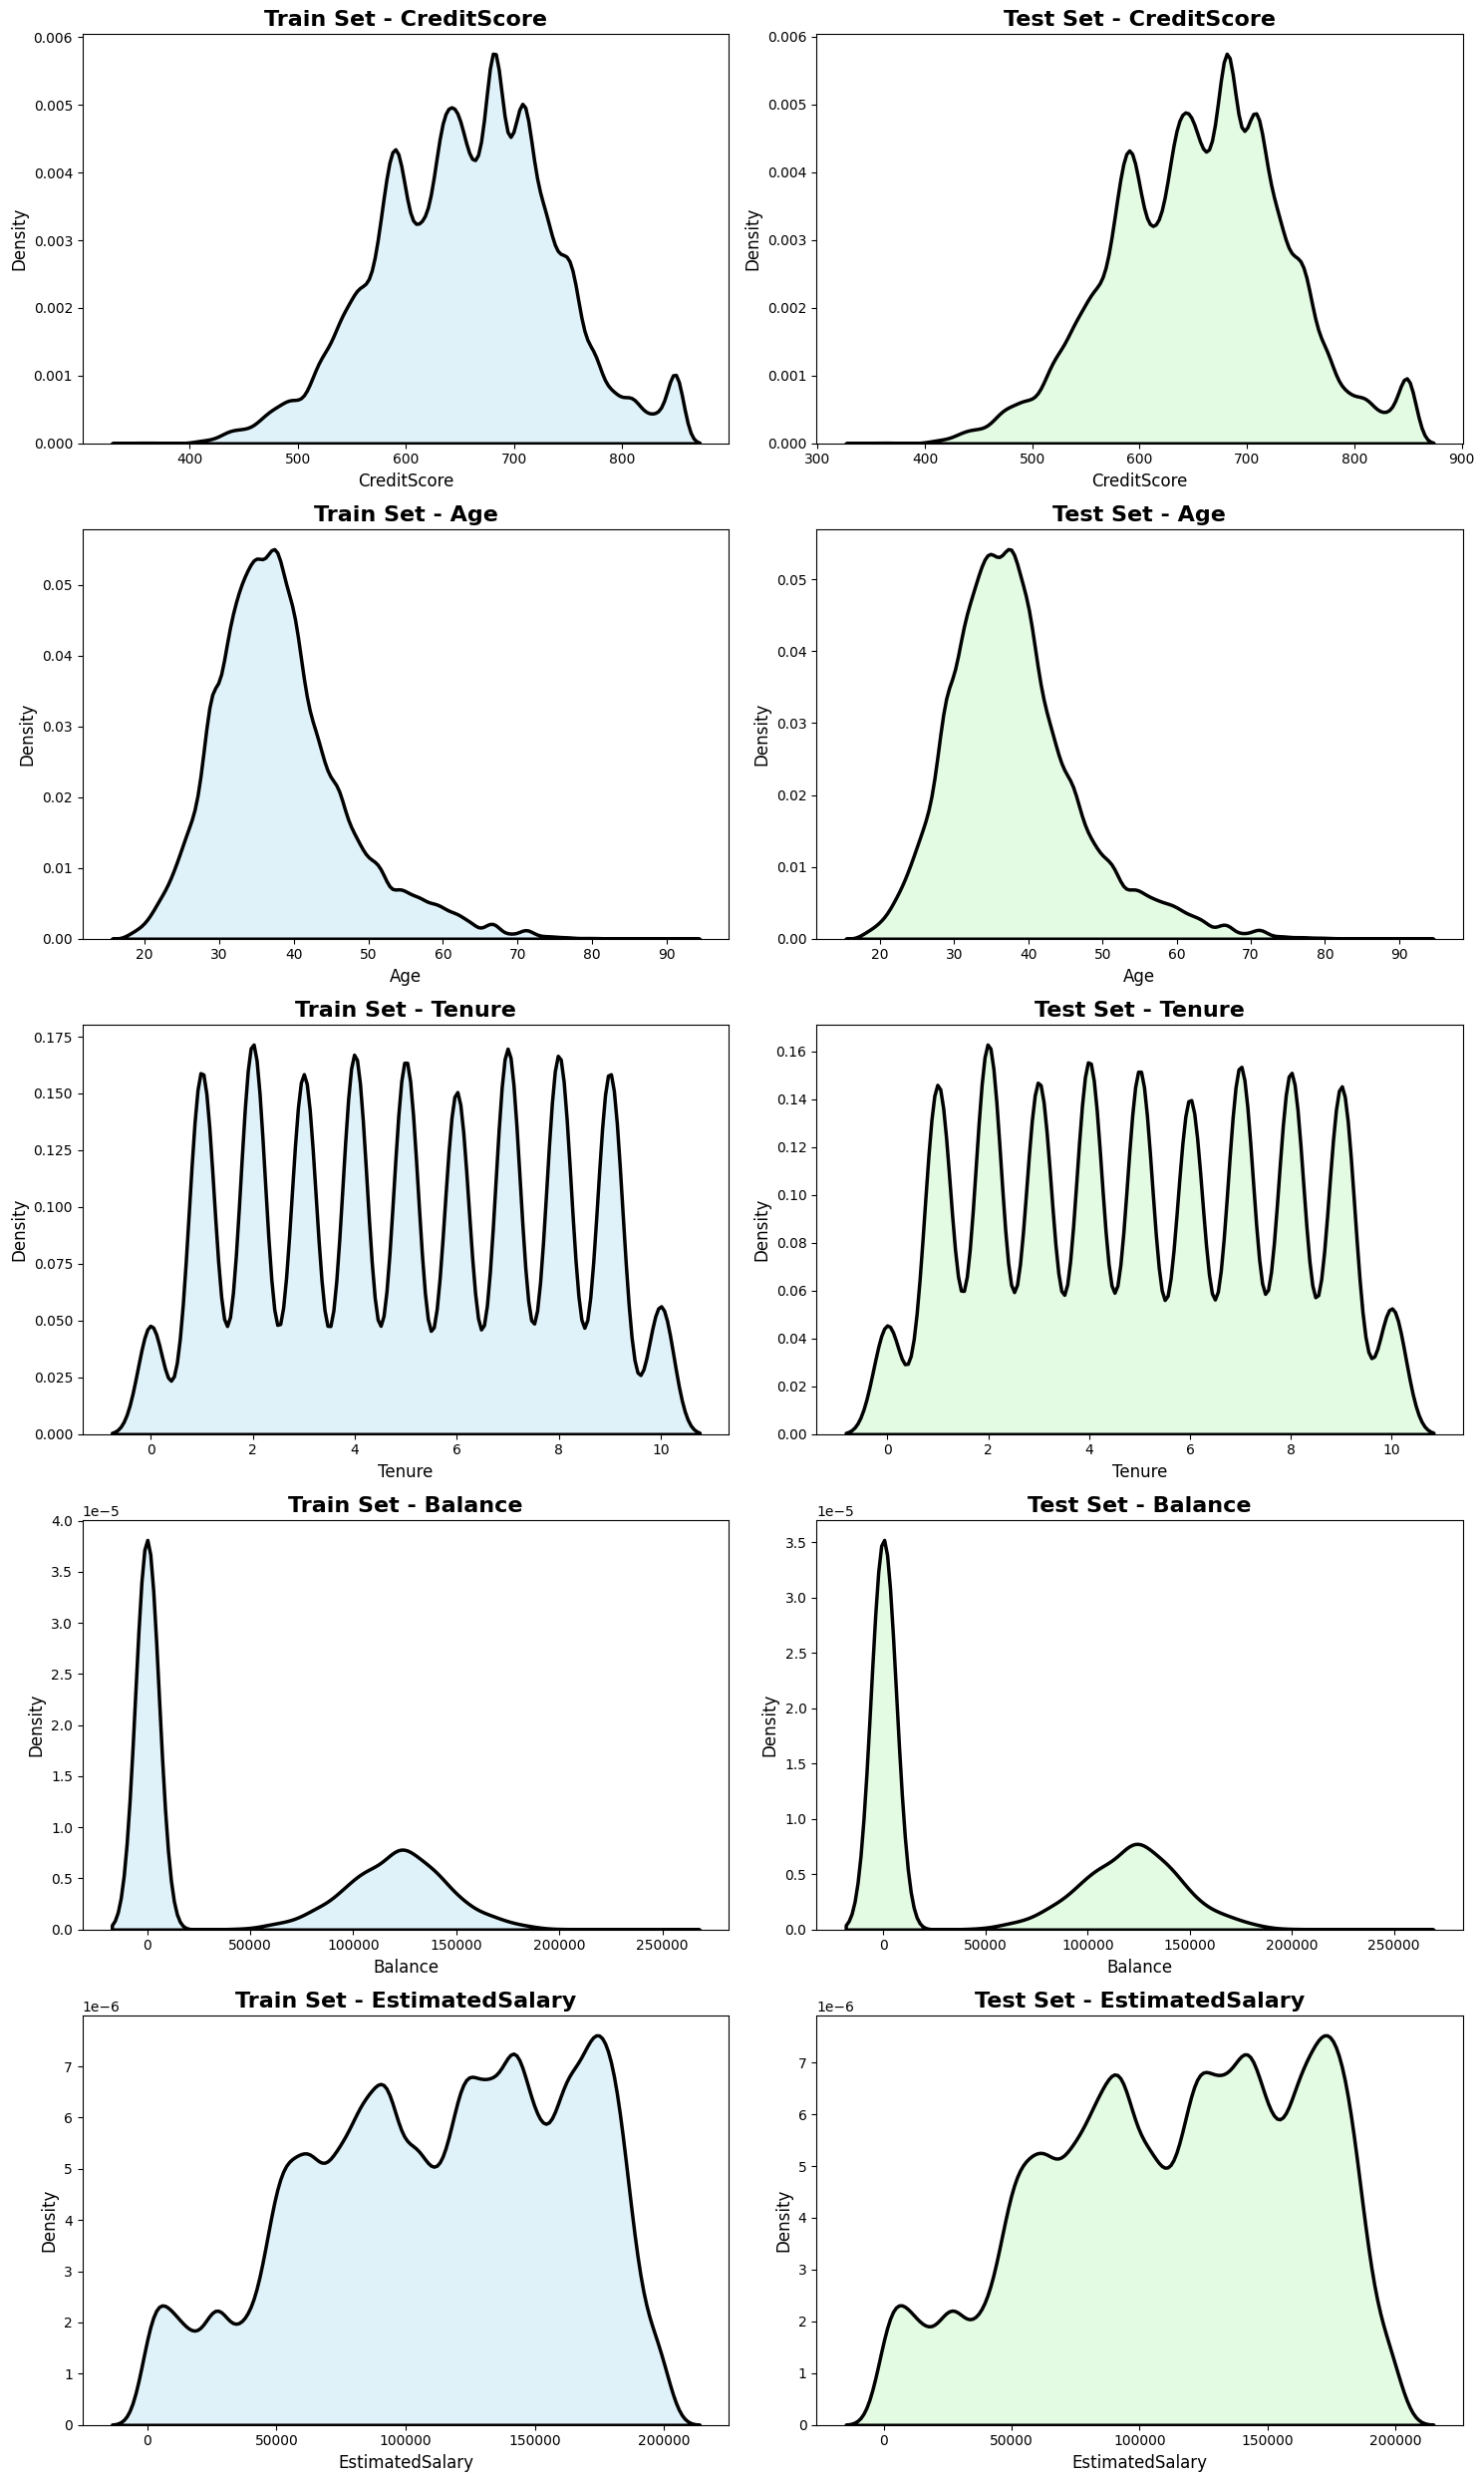 Train Set - CreditScore
0.006
0.005
0.004
0.003
0.002
0.001
0.000
Density
400 500 600 700 800
CreditScore
Test Set - CreditScore
0.006
0.005
0.004
0.003
0.002
0.001
0.000
Density
300 400 500 600 700 800 900
CreditScore
Train Set - Age
0.05
0.04
0.03
0.02
0.01
0.00
Density
20 30 40 50 60 70 80 90
Age
Test Set - Age
0.05
0.04
0.03
0.02
0.01
0.00
Density
20 30 40 50 60 70 80 90
Age
Train Set - Tenure
0.175
0.150
0.125
0.100
0.075
0.050
0.025
0.000
Density
0 2 4 6 8 10
Tenure
Test Set - Tenure
0.16
0.14
0.12
0.10
0.08
0.06
0.04
0.02
0.00
Density
0 2 4 6 8 10
Tenure
Train Set - Balance
1e−5
4.0
3.5
3.0
2.5
2.0
1.5
1.0
0.5
0.0
Density
0 50000 100000 150000 200000 250000
Balance
Test Set - Balance
1e−5
3.5
3.0
2.5
2.0
1.5
1.0
0.5
0.0
Density
0 50000 100000 150000 200000 250000
Balance
Train Set - EstimatedSalary
1e−6
7
6
5
4
3
2
1
0
Density
0 50000 100000 150000 200000
EstimatedSalary
Test Set - EstimatedSalary
1e−6
7
6
5
4
3
2
1
0
Density
0 50000 100000 150000 200000
EstimatedSalary